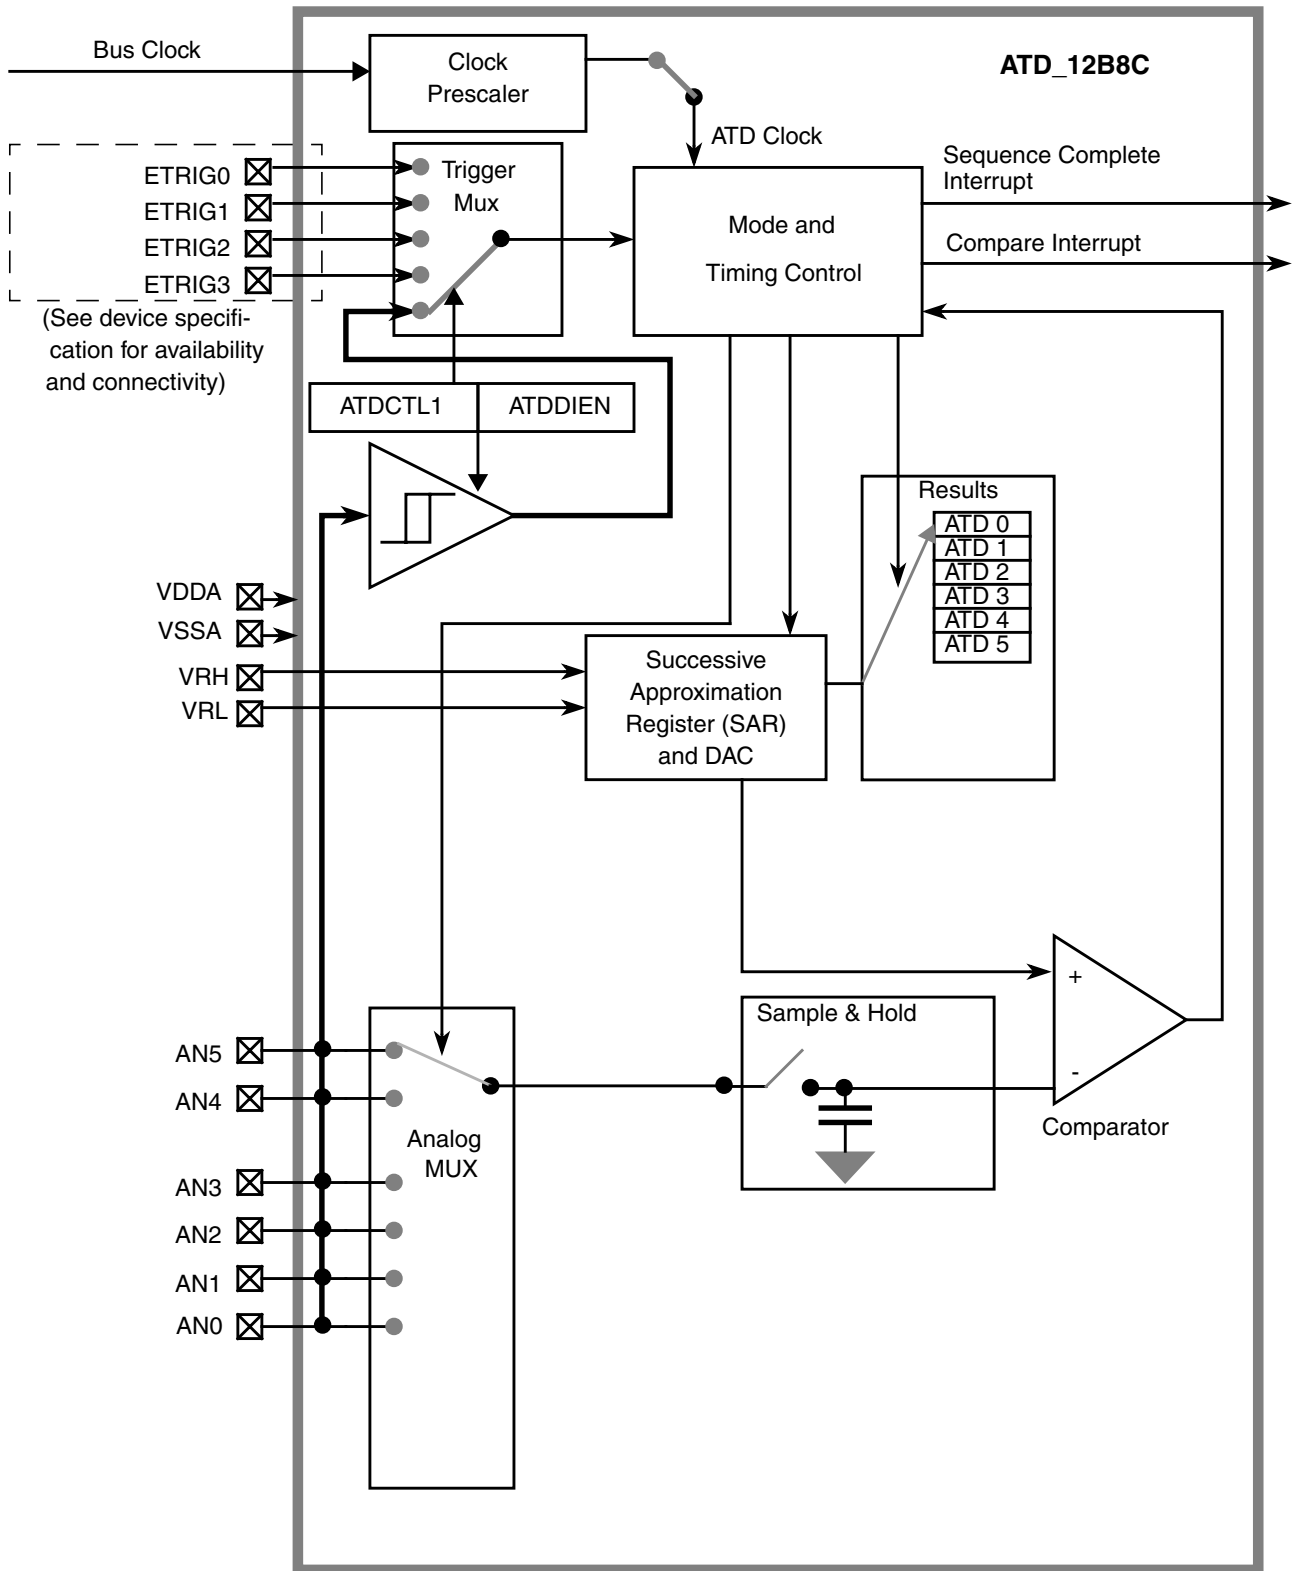 Bus Clock
Clock
Prescaler
ATD_12B8C
ATD Clock
ETRIG0
ETRIG1
ETRIG2
ETRIG3
(See device specifi-
cation for availability
and connectivity)
Trigger
Mux
Mode and
Timing Control
Sequence Complete
Interrupt
Compare Interrupt
ATDCTL1
ATDDIEN
Results
ATD 0
ATD 1
ATD 2
ATD 3
ATD 4
ATD 5
VDDA
VSSA
VRH
VRL
Successive
Approximation
Register (SAR)
and DAC
+
-
Comparator
Sample & Hold
AN5
AN4
AN3
AN2
AN1
AN0
Analog
MUX